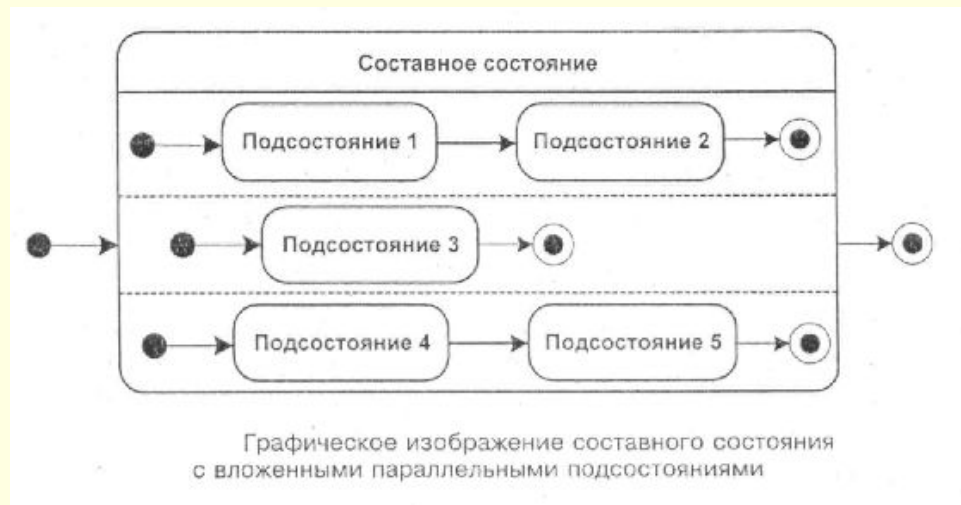 Составное состояние
Подсостояние 1
Подсостояние 2
Подсостояние 3
Подсостояние 4
Подсостояние 5
Графическое изображение составного состояния
с вложенными параллельными подсостояниями